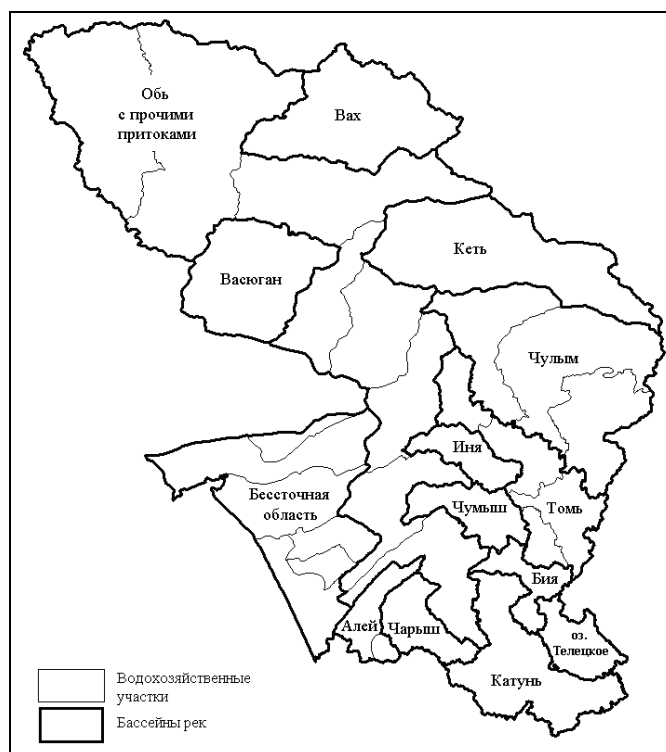 Обь
с прочими
притоками
Вах
Кеть
Васюган
Чулым
Иня
Бессточная
область
Чумыш
Томь
Бия
Алей
Чарыш
оз.
Телецкое
Катунь
Водохозяйственные
участки
Бассейны рек